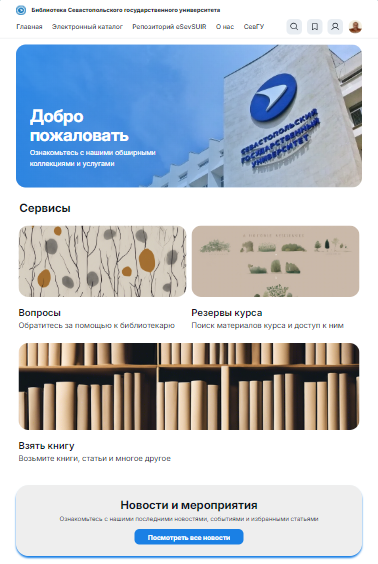 Библиотека Севастопольского государственного университета
Главная Электронный каталог Репозиторий eSevSUIR О нас СевГУ
Добро
пожаловать
Ознакомьтесь с нашими обширными
коллекциями и услугами
СЕВАСТОПОЛЬСКИЙ
ГОСУДАРСТВЕННЫЙ
УНИВЕРСИТЕТ
Сервисы
Вопросы
Обратитесь за помощью к библиотекарю
Резервы курса
Поиск материалов курса и доступ к ним
Взять книгу
Возьмите книги, статьи и многое другое
Новости и мероприятия
Ознакомьтесь с нашими последними новостями, событиями и избранными статьями
Посмотреть все новости